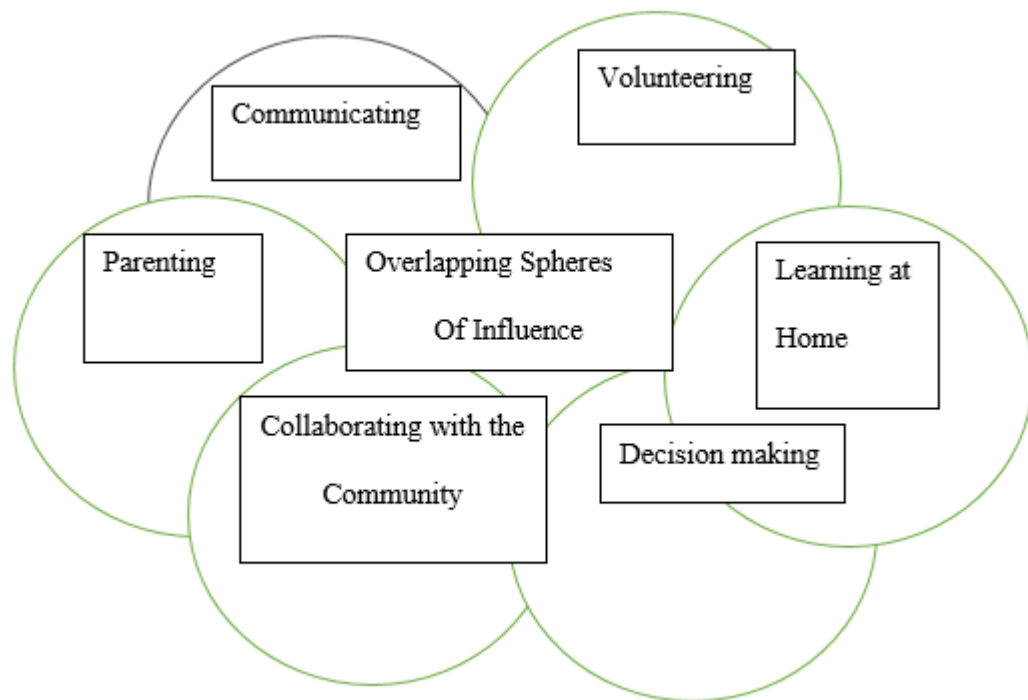 Communicating
Volunteering
Parenting
Overlapping Spheres
Of Influence
Learning at
Home
Collaborating with the
Community
Decision making